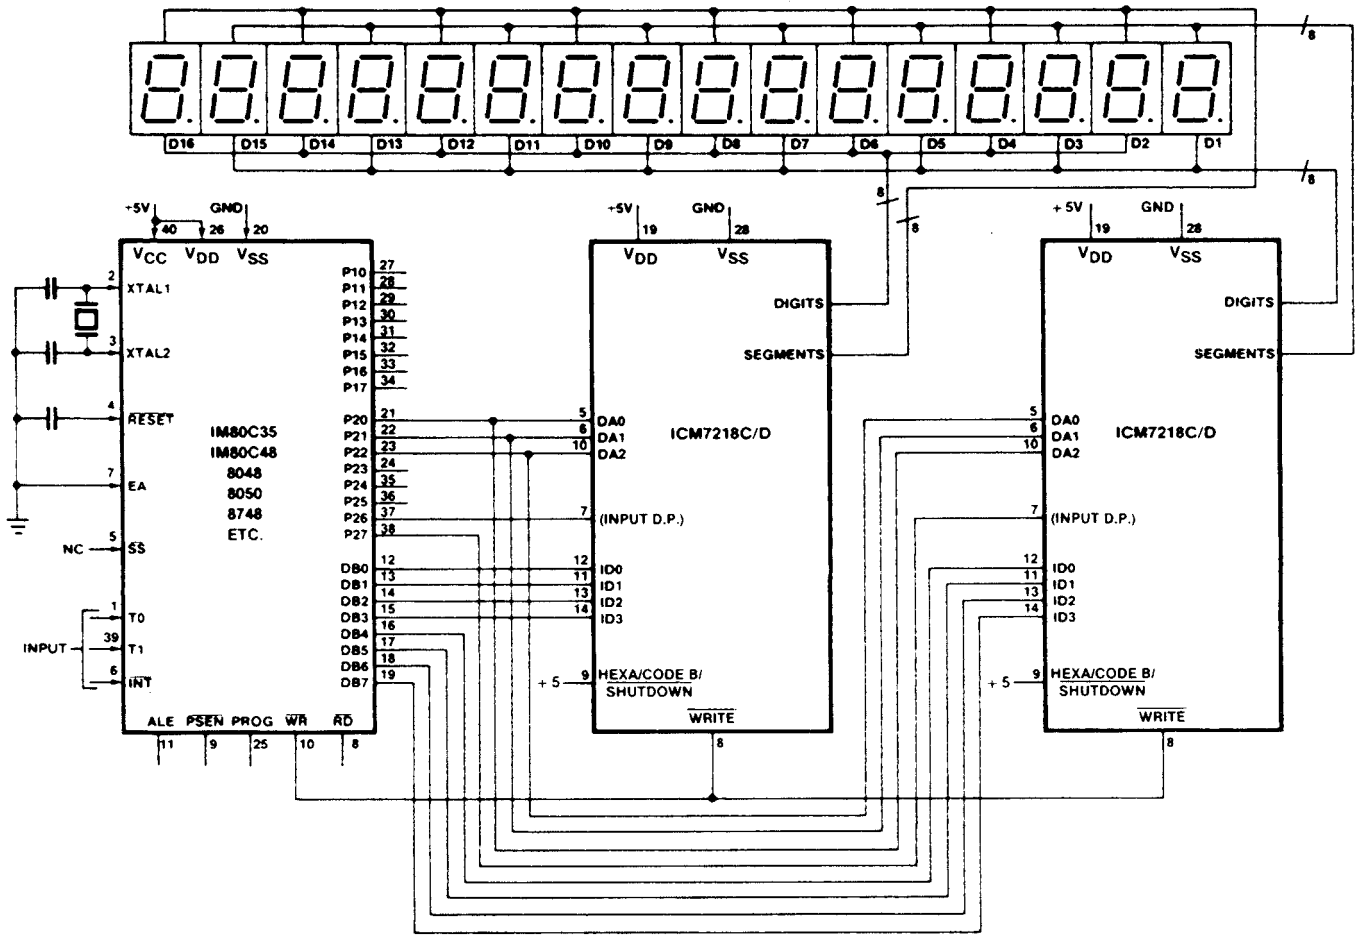 8
D16 D15 D14 D13 D12 D11 D10 D9 D8 D7 D6 D5 D4 D3 D2 D1
8
8
8
+5V GND
40 26 20
VCC VDD VSS
2 XTAL1
3 XTAL2
4 RESET
7 EA
NC 5 SS
INPUT
1 T0
39 T1
6 INT
IM80C35
IM80C48
8048
8050
8748
ETC.
P10 27
P11 28
P12 29
P13 30
P14 31
P15 32
P16 33
P17 34
P20 21
P21 22
P22 23
P23 24
P24 35
P25 36
P26 37
P27 38
DB0 12
DB1 13
DB2 14
DB3 15
DB4 16
DB5 17
DB6 18
DB7 19
ALE PSEN PROG WR RD
11 9 25 10 8
+5V GND
19 28
VDD VSS
DIGITS
SEGMENTS
5 DA0
6 DA1
10 DA2
ICM7218C/D
7 (INPUT D.P.)
12 ID0
11 ID1
13 ID2
14 ID3
+5 9 HEXA/CODE B/
SHUTDOWN
WRITE
8
+5V GND
19 28
VDD VSS
DIGITS
SEGMENTS
5 DA0
6 DA1
10 DA2
ICM7218C/D
7 (INPUT D.P.)
12 ID0
11 ID1
13 ID2
14 ID3
+5 9 HEXA/CODE B/
SHUTDOWN
WRITE
8